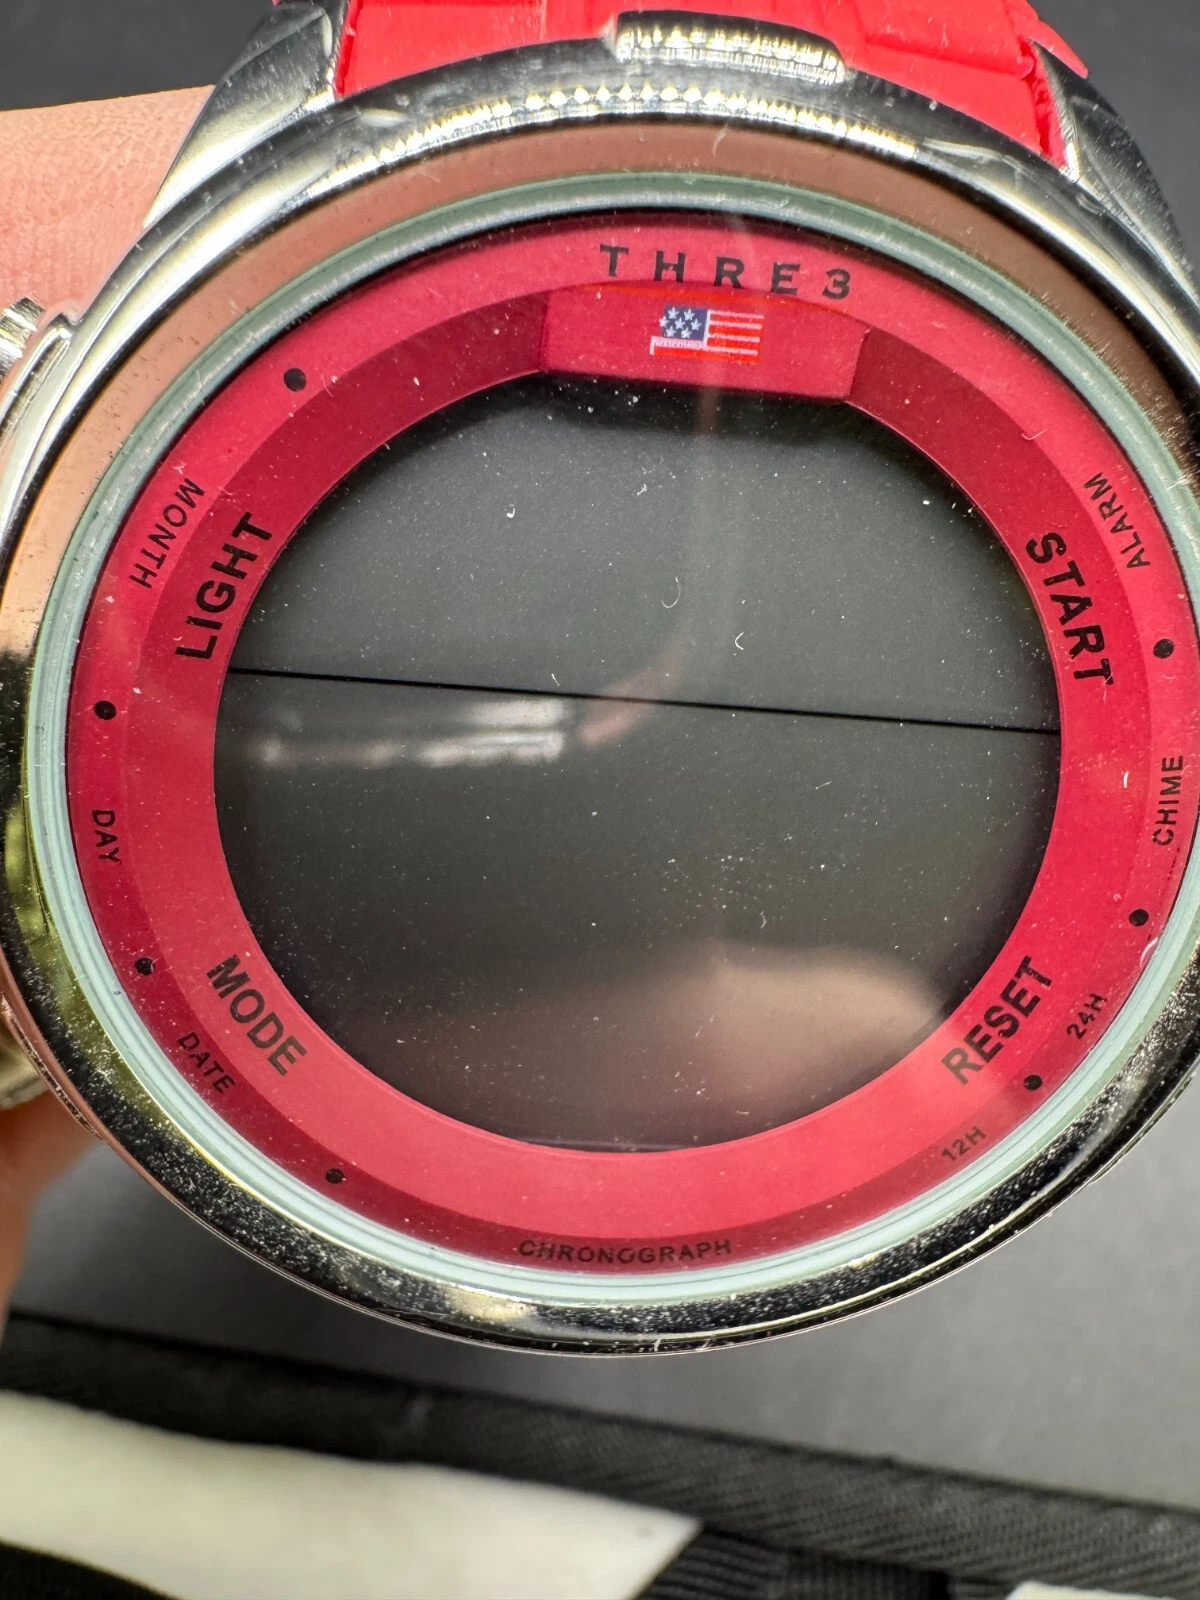 THRE3
MONTH
LIGHT
ALARM
START
DAY
CHIME
MODE
DATE
RESET
24H
12H
CHRONOGRAPH